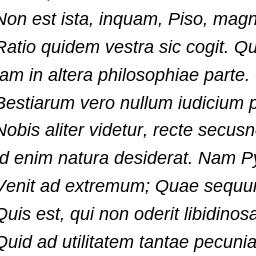 Non est ista, inquam, Piso, magn
Ratio quidem vestra sic cogit. Qu
am in altera philosophiae parte.
Bestiarum vero nullum iudicium p
Nobis aliter videtur, recte secusn
d enim natura desiderat. Nam Py
Venit ad extremum; Quae sequu
Quis est, qui non oderit libidinosa
Quid ad utilitatem tantae pecunia